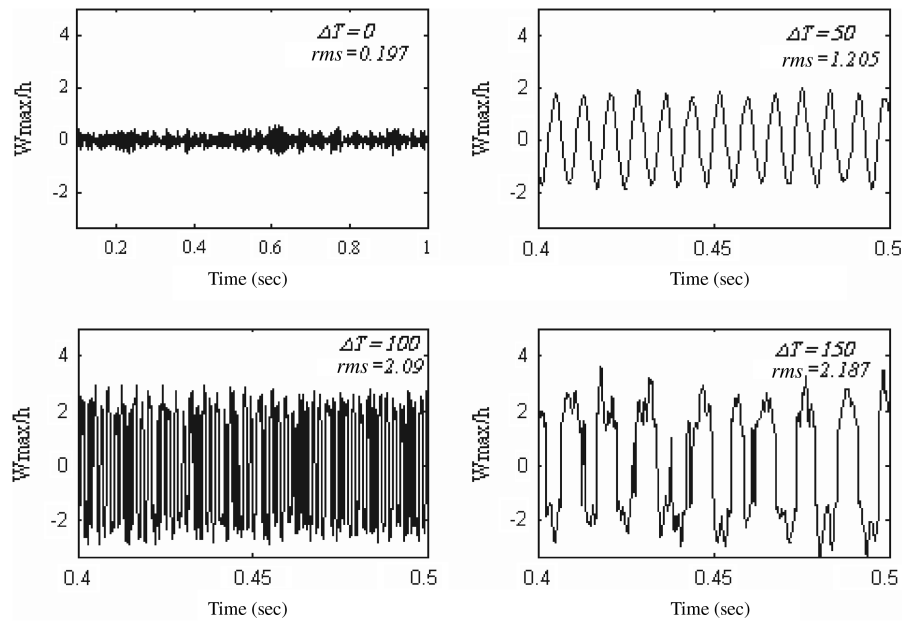 ΔT = 0
rms = 0.197
Wmax/h
4
2
0
-2
0.2 0.4 0.6 0.8 1
Time (sec)
ΔT = 50
rms = 1.205
Wmax/h
4
2
0
-2
0.4 0.45 0.5
Time (sec)
ΔT = 100
rms = 2.09
Wmax/h
4
2
0
-2
0.4 0.45 0.5
Time (sec)
ΔT = 150
rms = 2.187
Wmax/h
4
2
0
-2
0.4 0.45 0.5
Time (sec)